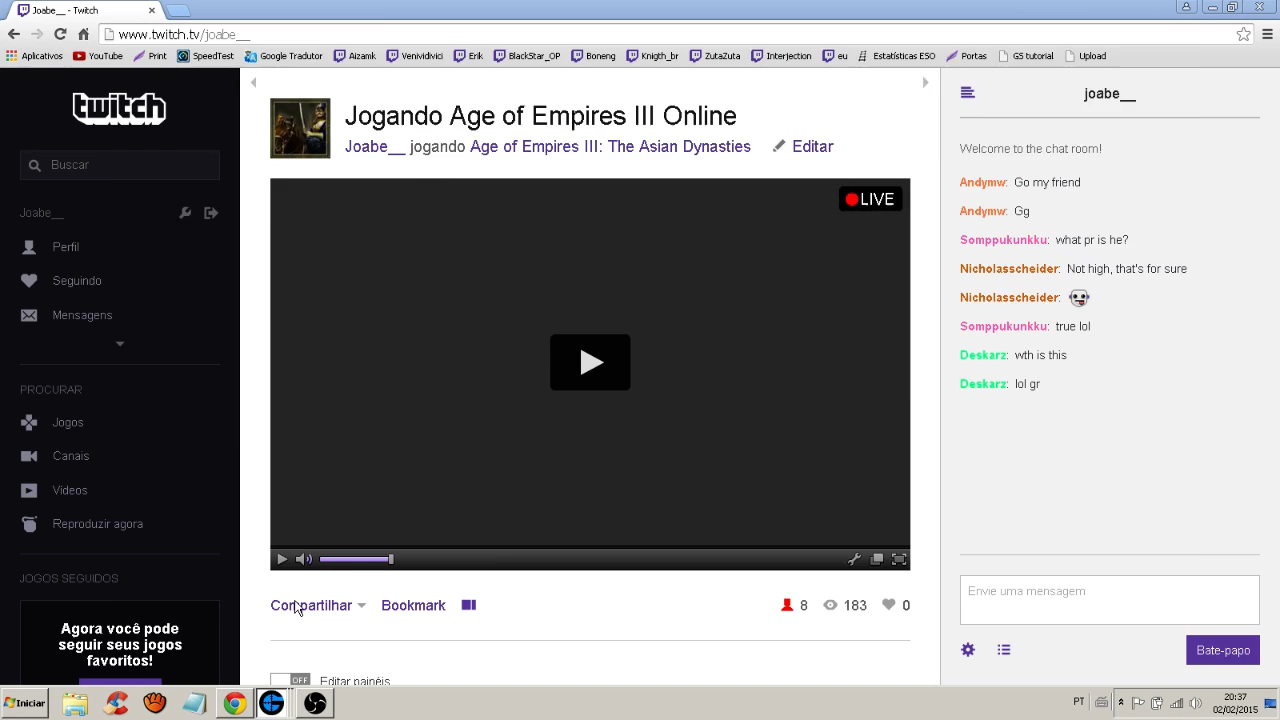 Joabe__ - Twitch
www.twitch.tv/joabe__
Aplicativos YouTube Print SpeedTest Google Tradutor Aizamk Venividivici Erik BlackStar_OP Boneng Knigth_br ZutaZuta Interjection eu Estatísticas ESO Portas GS tutorial Upload
twitch
Buscar
Joabe__
Perfil
Seguindo
Mensagens
PROCURAR
Jogos
Canais
Vídeos
Reproduzir agora
JOGOS SEGUIDOS
Agora você pode
seguir seus jogos
favoritos!
Jogando Age of Empires III Online
Joabe__ jogando Age of Empires III: The Asian Dynasties Editar
LIVE
Compartilhar Bookmark 8 183 0
OFF Editar painéis
joabe__
Welcome to the chat room!
Andymw: Go my friend
Andymw: Gg
Somppukunkku: what pr is he?
Nicholasscheider: Not high, that's for sure
Nicholasscheider:
Somppukunkku: true lol
Deskarz: wth is this
Deskarz: lol gr
Envie uma mensagem
Bate-papo
Iniciar
PT
20:37
02/02/2015